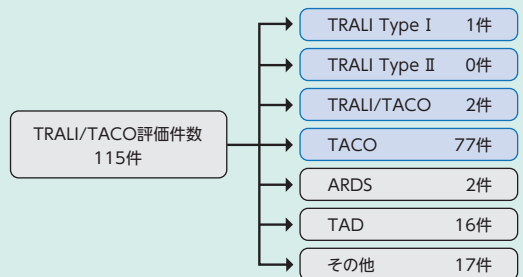 TRALI/TACO評価件数
115件
TRALI Type Ⅰ 1件
TRALI Type Ⅱ 0件
TRALI/TACO 2件
TACO 77件
ARDS 2件
TAD 16件
その他 17件